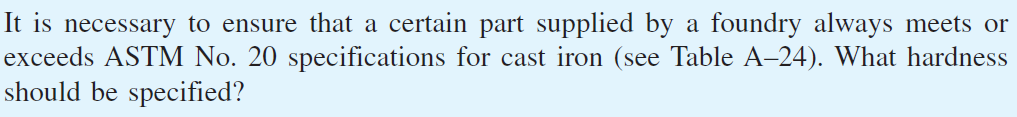 It is necessary to ensure that a certain part supplied by a foundry always meets or
exceeds ASTM No. 20 specifications for cast iron (see Table A–24). What hardness
should be specified?